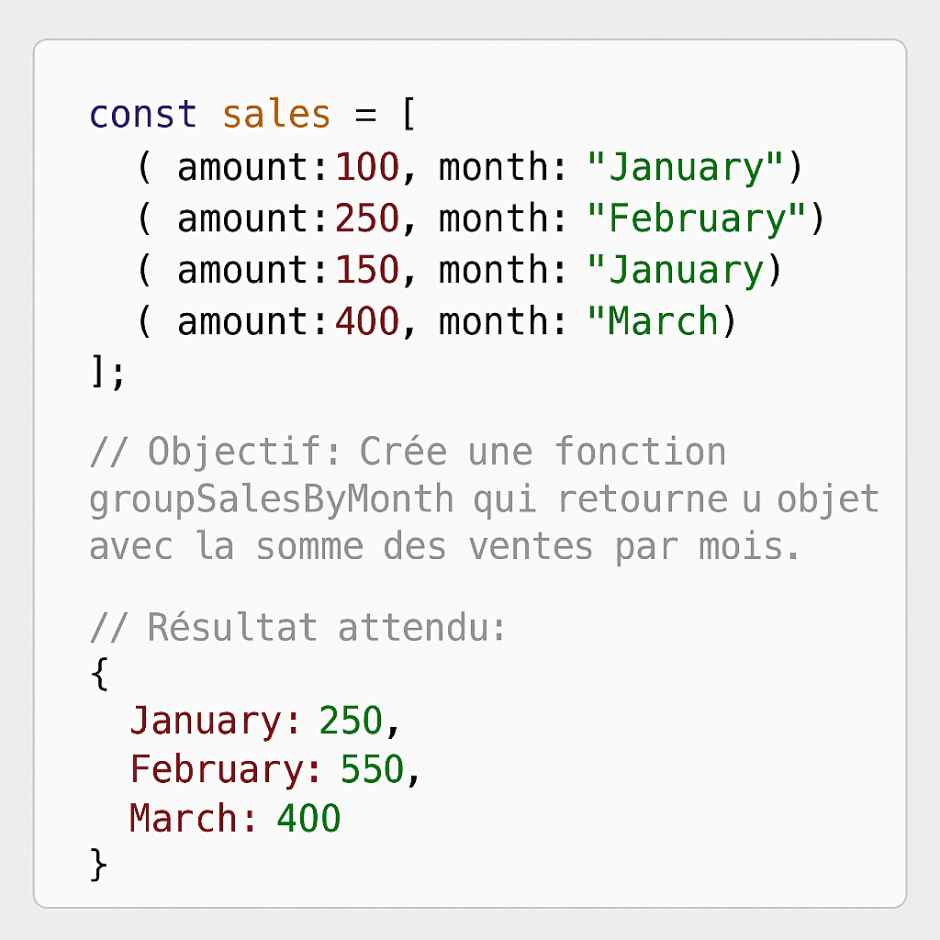 const sales = [
( amount:100, month: "January")
( amount:250, month: "February")
( amount:150, month: "January)
( amount:400, month: "March)
];
// Objectif: Crée une fonction
groupSalesByMonth qui retourne u objet
avec la somme des ventes par mois.
// Résultat attendu:
{
January: 250,
February: 550,
March: 400
}